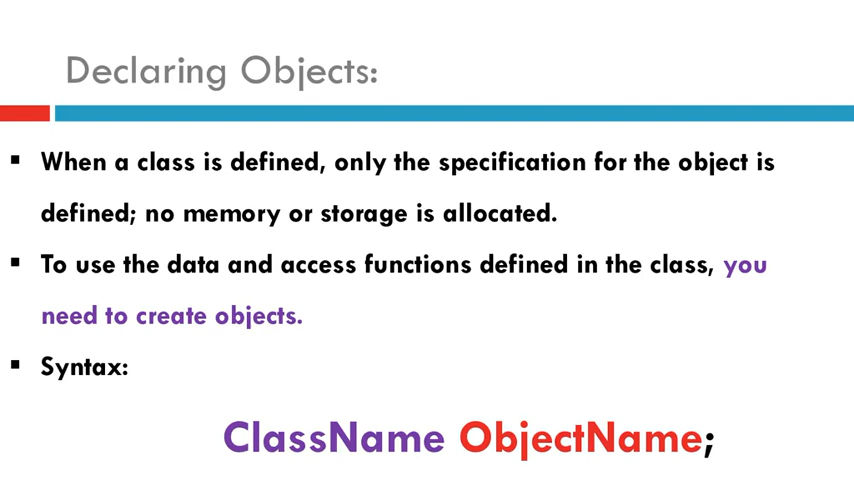 Declaring Objects:
▪ When a class is defined, only the specification for the object is
defined; no memory or storage is allocated.
▪ To use the data and access functions defined in the class, you
need to create objects.
▪ Syntax:
ClassName ObjectName;